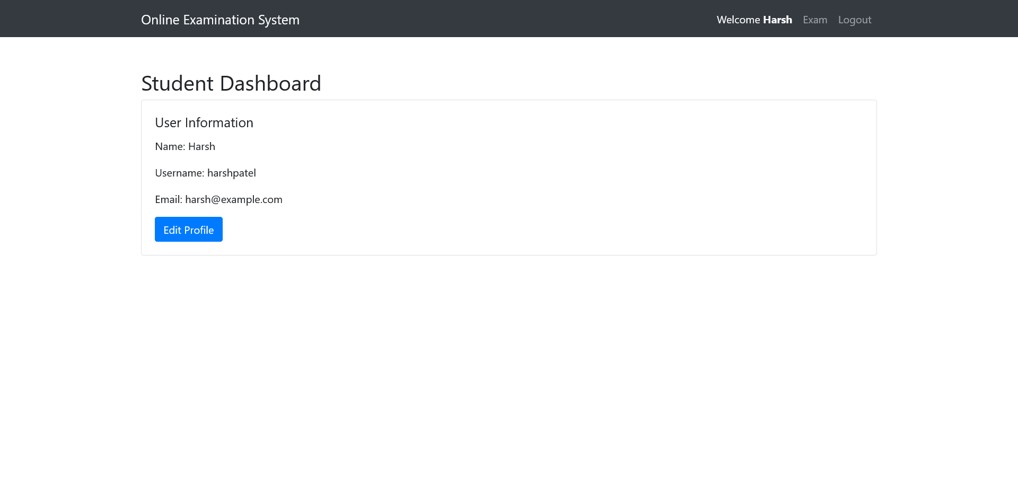 Online Examination System
Welcome Harsh Exam Logout
Student Dashboard
User Information
Name: Harsh
Username: harshpatel
Email: harsh@example.com
Edit Profile